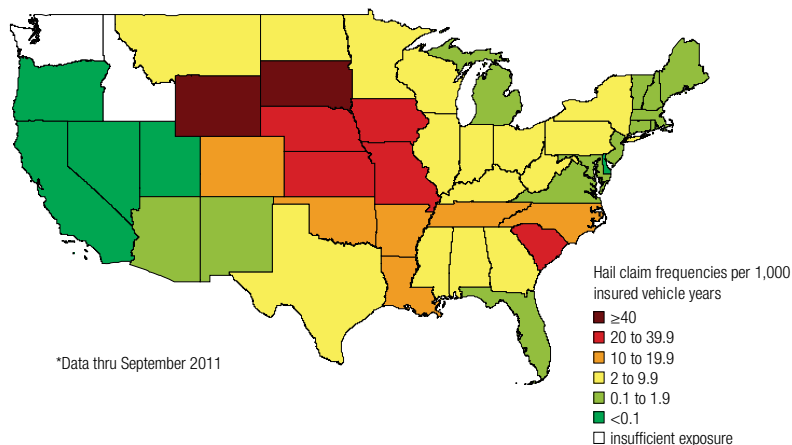 Hail claim frequencies per 1,000
insured vehicle years
≥40
20 to 39.9
10 to 19.9
2 to 9.9
0.1 to 1.9
<0.1
insufficient exposure
*Data thru September 2011